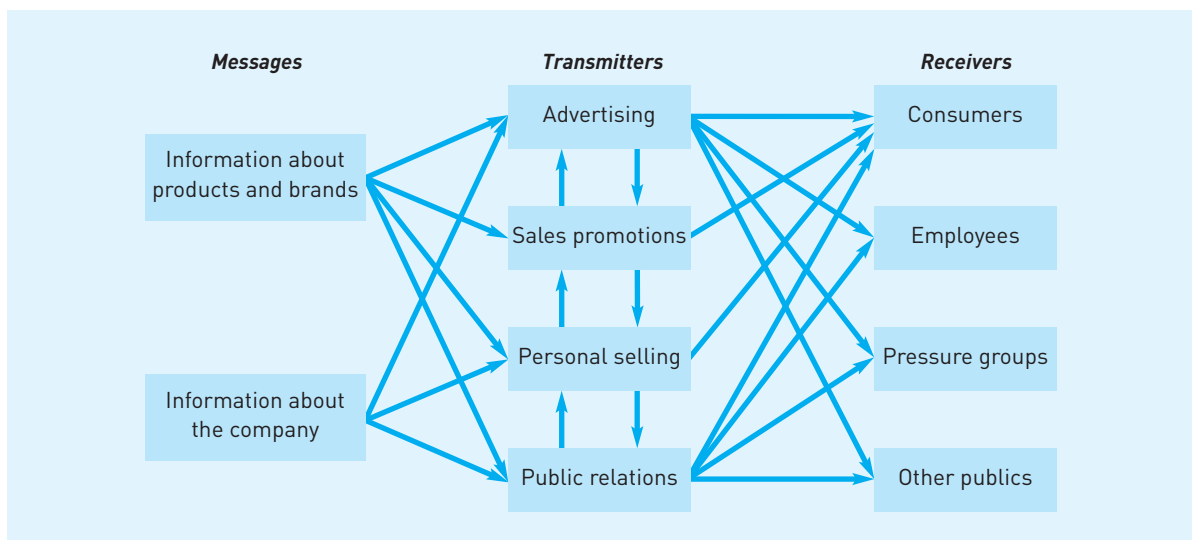 Messages
Transmitters
Receivers
Advertising
Consumers
Information about
products and brands
Sales promotions
Employees
Personal selling
Pressure groups
Information about
the company
Public relations
Other publics